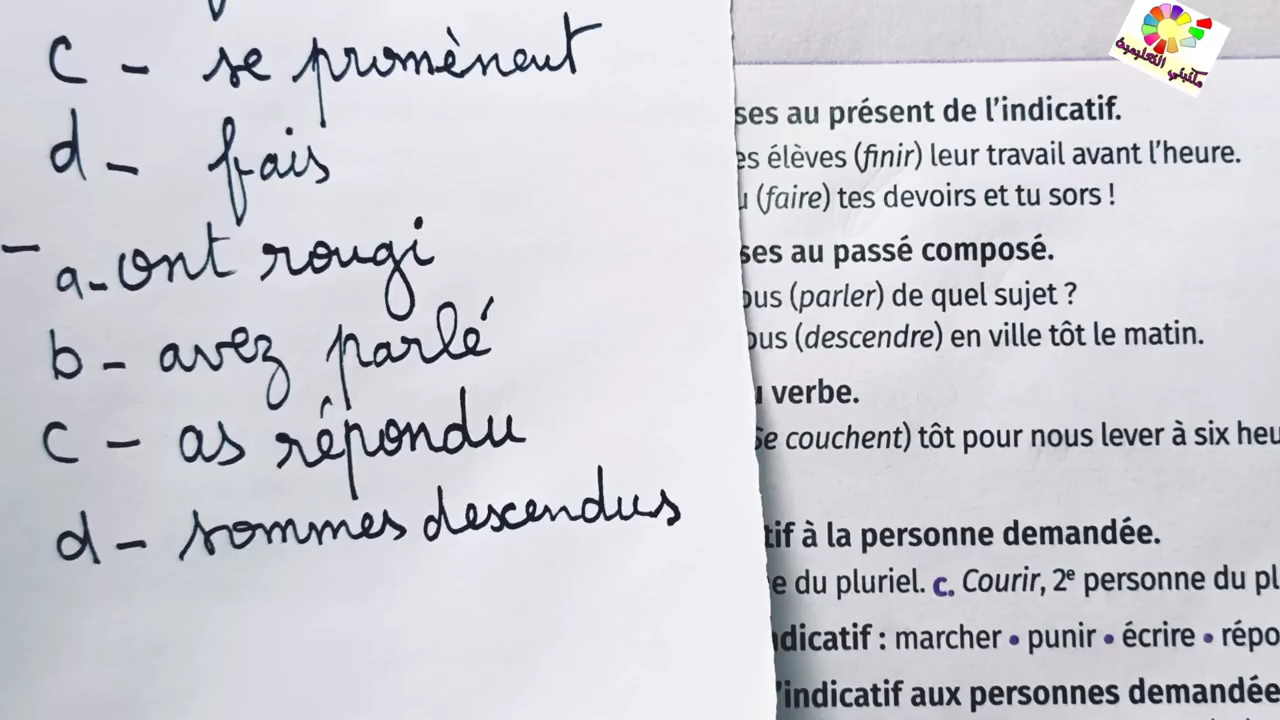 c - se promènent
d - fais
- a - ont rougi
b - avez parlé
c - as répondu
d - sommes descendus
مكتبتي التعليمية
ses au présent de l'indicatif.
es élèves (finir) leur travail avant l'heure.
u (faire) tes devoirs et tu sors !
ses au passé composé.
ous (parler) de quel sujet ?
ous (descendre) en ville tôt le matin.
u verbe.
Se couchent) tôt pour nous lever à six heu
tif à la personne demandée.
e du pluriel. c. Courir, 2e personne du pl
ndicatif : marcher • punir • écrire • répo
l'indicatif aux personnes demandée